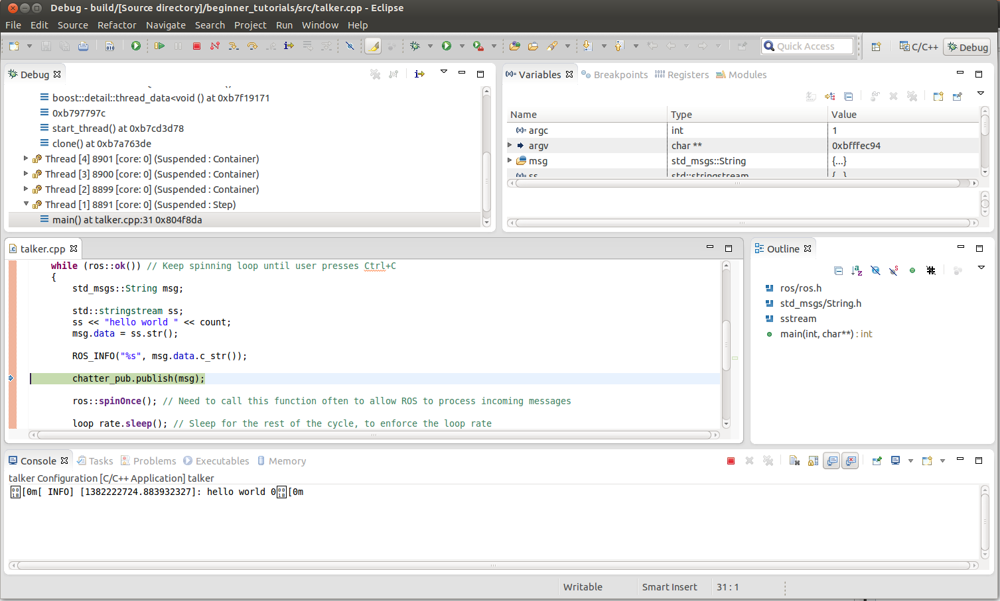 Debug - build/[Source directory]/beginner_tutorials/src/talker.cpp - Eclipse
File Edit Source Refactor Navigate Search Project Run Window Help
Quick Access C/C++ Debug
Debug
boost::detail::thread_data<void () at 0xb7f19171
0xb797797c
start_thread() at 0xb7cd3d78
clone() at 0xb7a763de
Thread [4] 8901 [core: 0] (Suspended : Container)
Thread [3] 8900 [core: 0] (Suspended : Container)
Thread [2] 8899 [core: 0] (Suspended : Container)
Thread [1] 8891 [core: 0] (Suspended : Step)
main() at talker.cpp:31 0x804f8da
(x)= Variables Breakpoints Registers Modules
Name Type Value
(x)= argc int 1
argv char ** 0xbfffec94
msg std_msgs::String {...}
(x)= ss std::stringstream {...}
talker.cpp
while (ros::ok()) // Keep spinning loop until user presses Ctrl+C
{
std_msgs::String msg;
std::stringstream ss;
ss << "hello world " << count;
msg.data = ss.str();
ROS_INFO("%s", msg.data.c_str());
chatter_pub.publish(msg);
ros::spinOnce(); // Need to call this function often to allow ROS to process incoming messages
loop_rate.sleep(); // Sleep for the rest of the cycle, to enforce the loop rate
Outline
ros/ros.h
std_msgs/String.h
sstream
main(int, char**) : int
Console Tasks Problems Executables Memory
talker Configuration [C/C++ Application] talker
[0m[ INFO] [1382222724.883932327]: hello world 0[0m
Writable Smart Insert 31 : 1